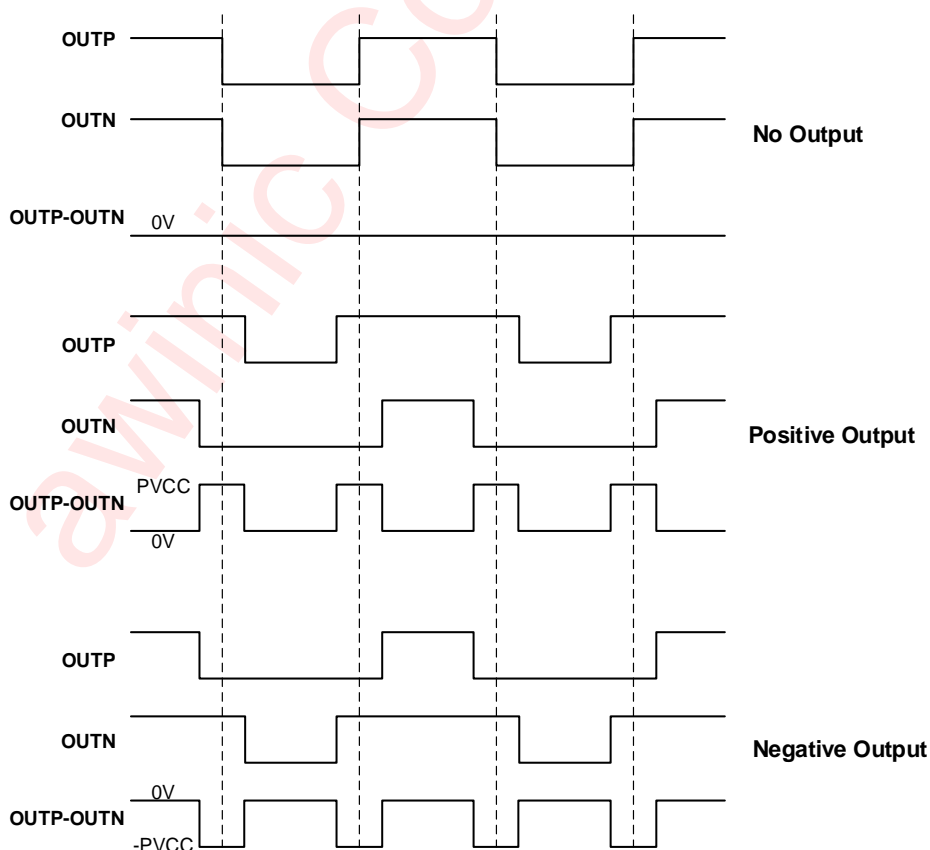 OUTP
OUTN
No Output
OUTP-OUTN 0V
OUTP
OUTN
Positive Output
PVCC
OUTP-OUTN
0V
OUTP
OUTN
Negative Output
0V
OUTP-OUTN
-PVCC
awinic Co